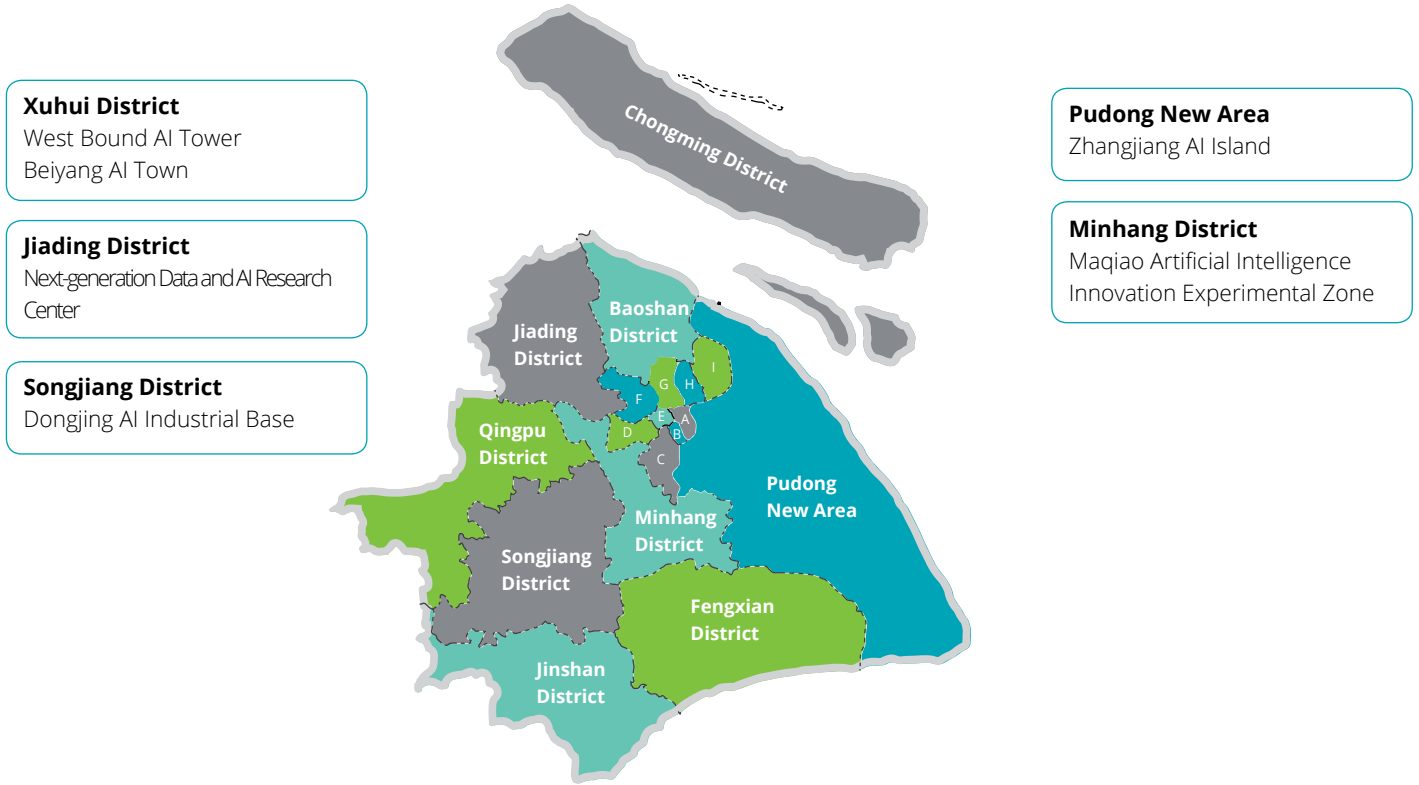 Xuhui District
West Bound AI Tower
Beiyang AI Town
Jiading District
Next-generation Data and AI Research
Center
Songjiang District
Dongjing AI Industrial Base
Pudong New Area
Zhangjiang AI Island
Minhang District
Maqiao Artificial Intelligence
Innovation Experimental Zone
Chongming District
Baoshan
District
Jiading
District
I
G
H
F
E
A
D
B
C
Qingpu
District
Pudong
New Area
Minhang
District
Songjiang
District
Fengxian
District
Jinshan
District